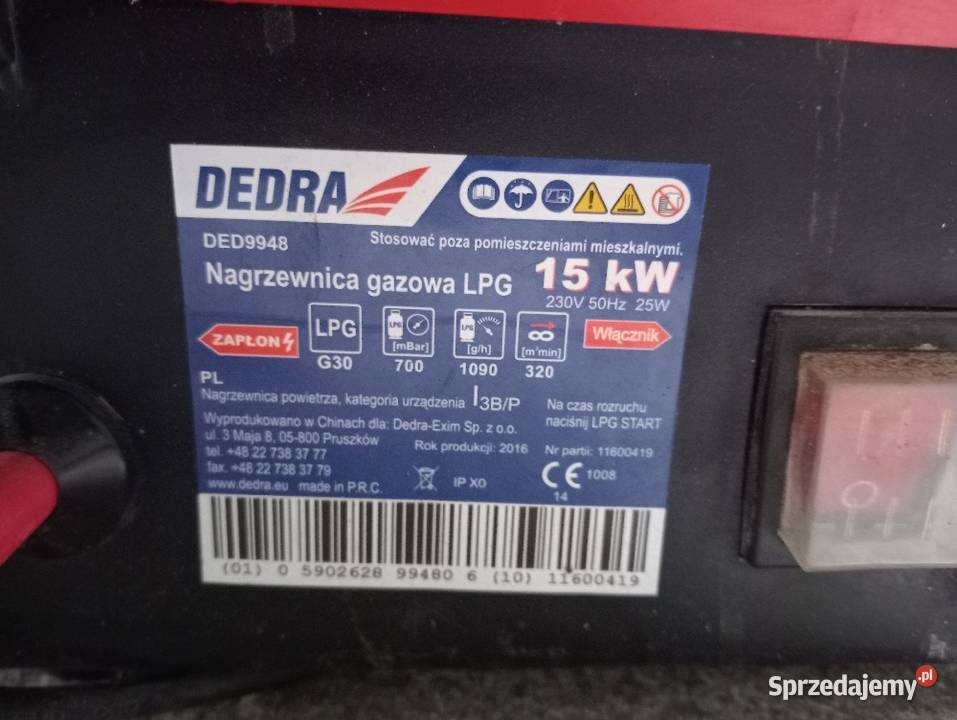 DEDRA
DED9948
Stosować poza pomieszczeniami mieszkalnymi.
Nagrzewnica gazowa LPG 15 kW
230V 50Hz 25W
ZAPŁON
LPG
G30
LPG
[mBar]
700
LPG
[g/h]
1090
[m³min]
320
Włącznik
PL
Nagrzewnica powietrza, kategoria urządzenia I3B/P
Na czas rozruchu
naciśnij LPG START
Wyprodukowano w Chinach dla: Dedra-Exim Sp. z o.o.
ul. 3 Maja 8, 05-800 Pruszków
Rok produkcji: 2016
Nr partii: 11600419
tel. +48 22 738 37 77
fax. +48 22 738 37 79
www.dedra.eu made in P.R.C.
IP X0
CE 1008
14
(01) 0 5902628 99480 6 (10) 11600419
Sprzedajemy.pl